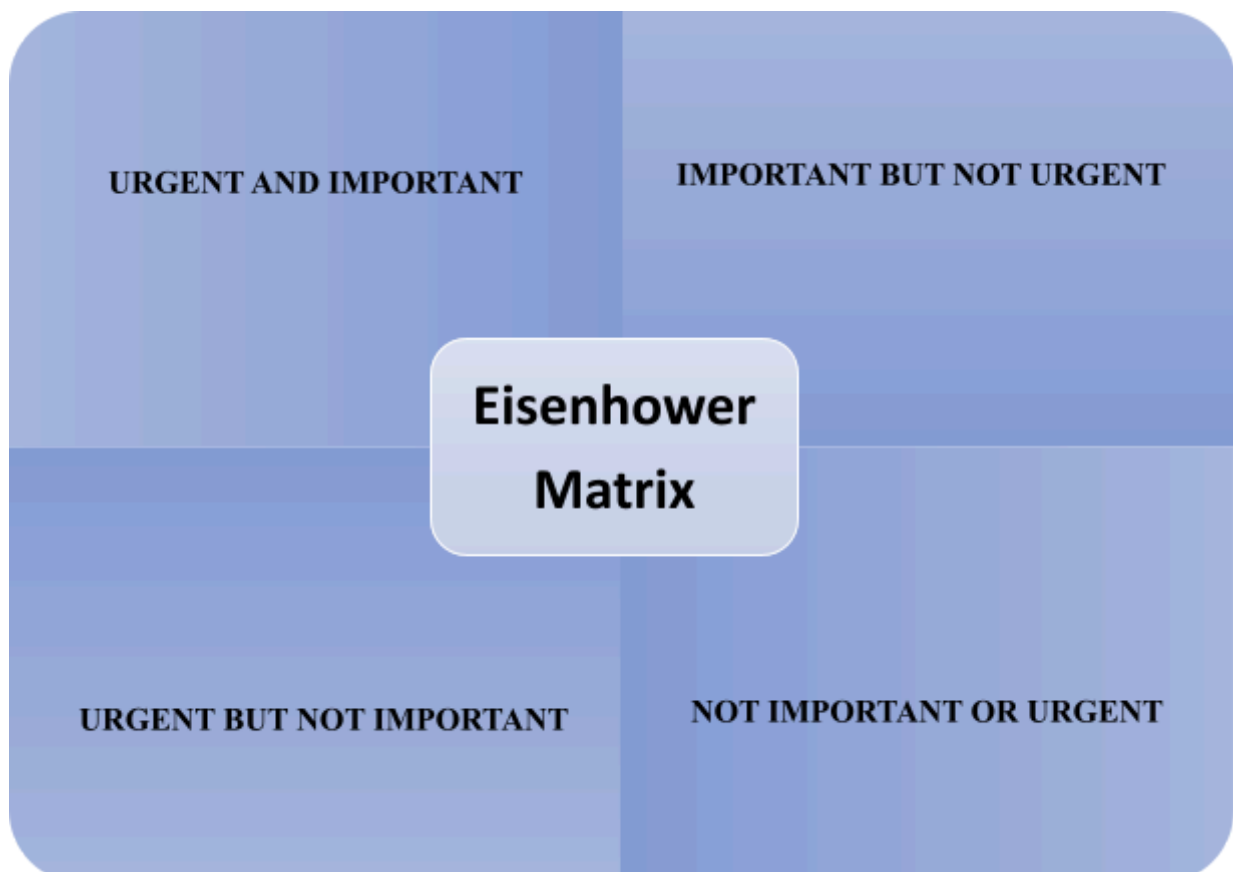 URGENT AND IMPORTANT
IMPORTANT BUT NOT URGENT
Eisenhower
Matrix
URGENT BUT NOT IMPORTANT
NOT IMPORTANT OR URGENT